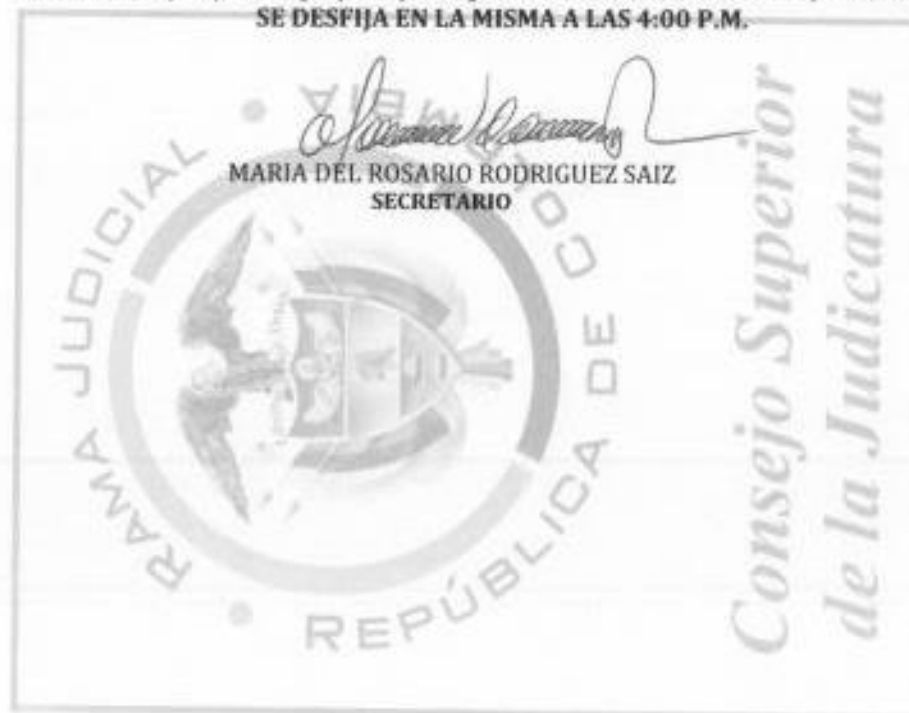 SE DESFIJA EN LA MISMA A LAS 4:00 P.M.
MARIA DEL ROSARIO RODRIGUEZ SAIZ
SECRETARIO
RAMA JUDICIAL
REPÚBLICA DE COLOMBIA
Consejo Superior
de la Judicatura